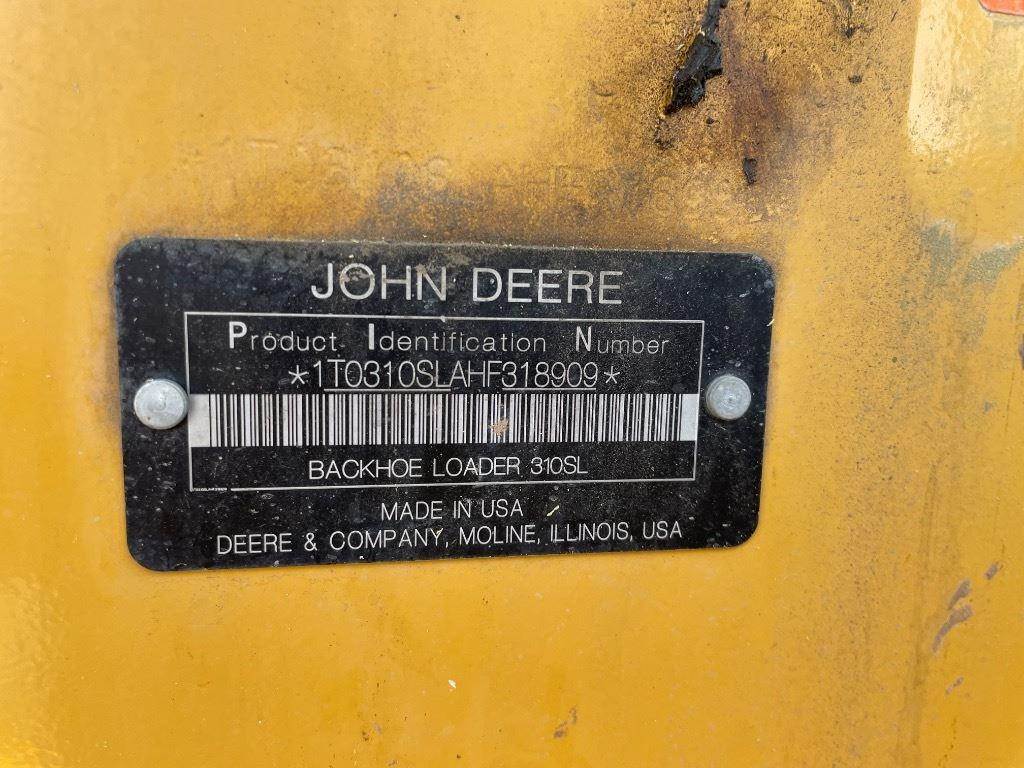 JOHN DEERE
Product Identification Number
*1T0310SLAHF318909*
BACKHOE LOADER 310SL
MADE IN USA
DEERE & COMPANY, MOLINE, ILLINOIS, USA